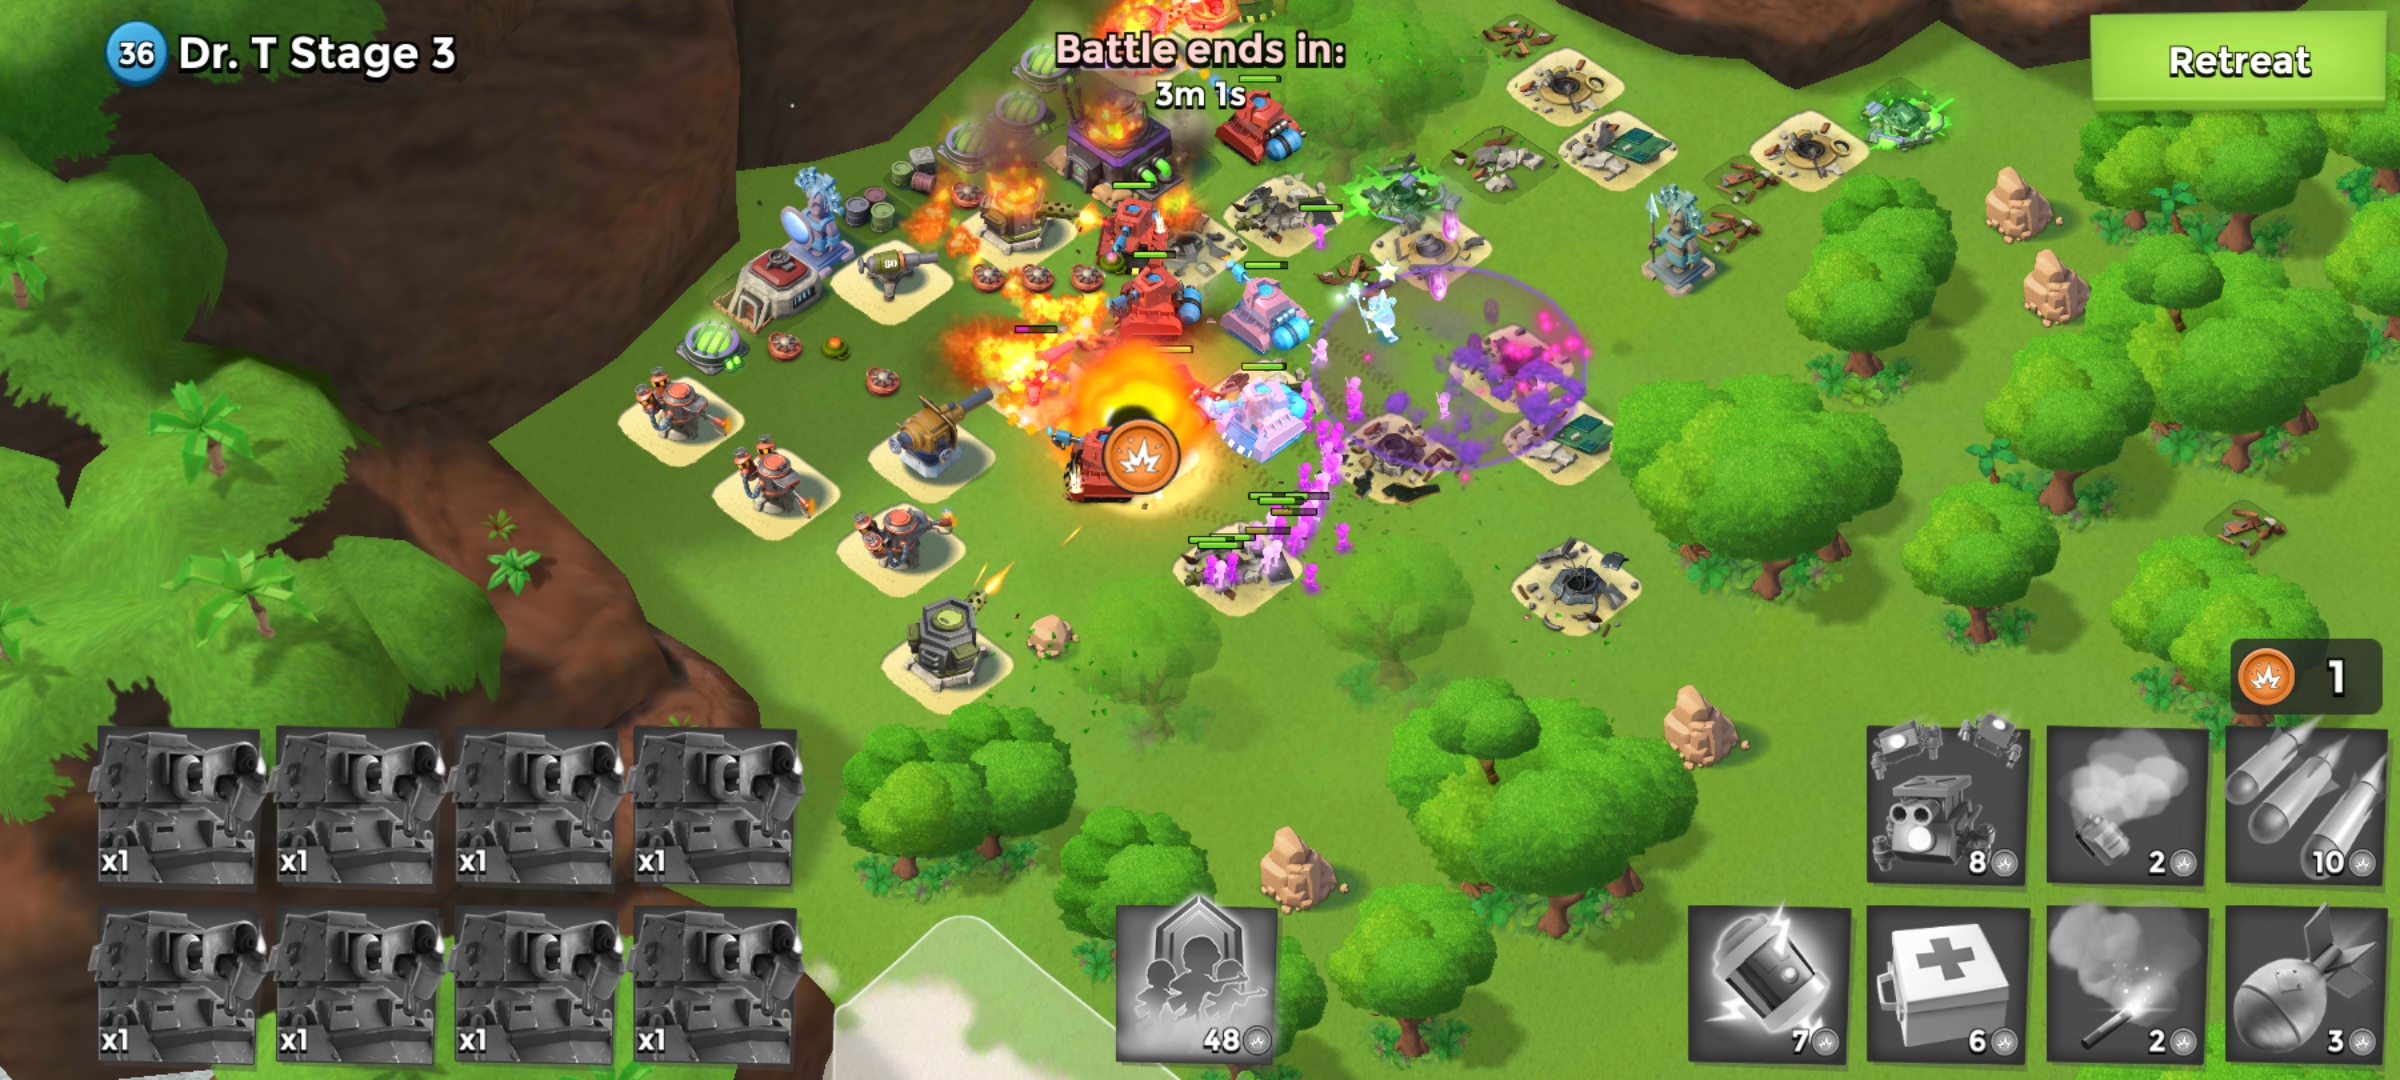 36 Dr. T Stage 3
Battle ends in:
3m 1s
Retreat
80
1
x1 x1 x1 x1
8 2 10
x1 x1 x1 x1
48
7 6 2 3